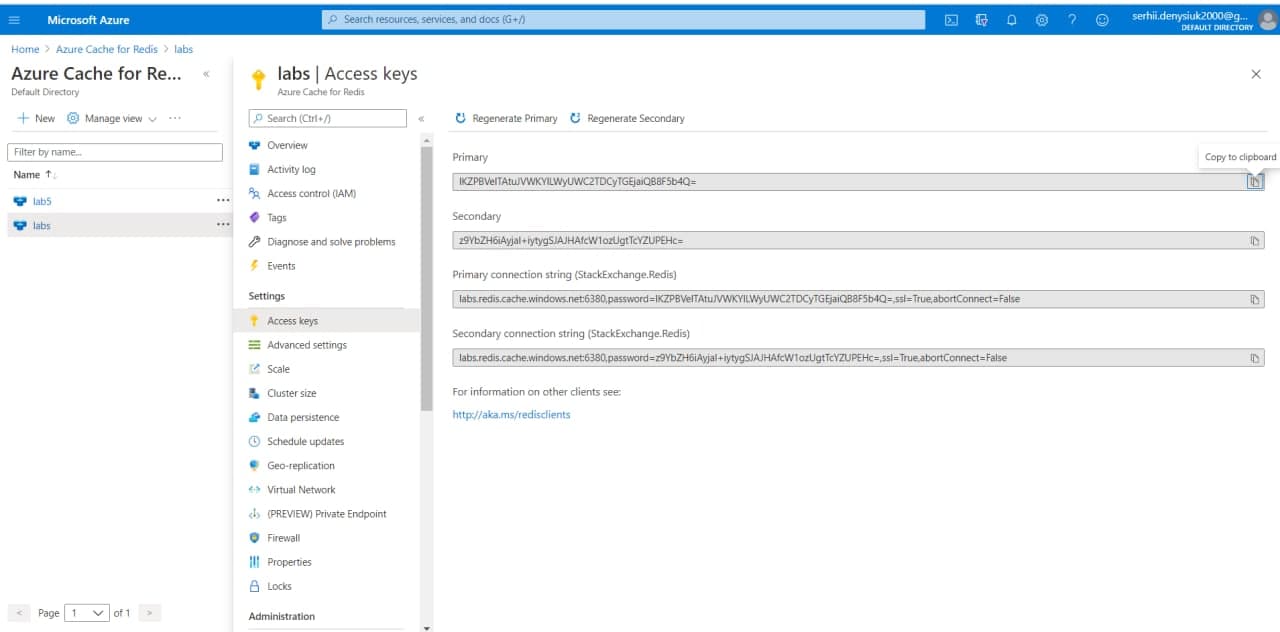 Microsoft Azure
Search resources, services, and docs (G+/)
serhii.denysiuk2000@g...
DEFAULT DIRECTORY
Home > Azure Cache for Redis > labs
Azure Cache for Re...
Default Directory
New Manage view
Filter by name...
Name
lab5
labs
Page 1 of 1
labs | Access keys
Azure Cache for Redis
Search (Ctrl+/)
Overview
Activity log
Access control (IAM)
Tags
Diagnose and solve problems
Events
Settings
Access keys
Advanced settings
Scale
Cluster size
Data persistence
Schedule updates
Geo-replication
Virtual Network
(PREVIEW) Private Endpoint
Firewall
Properties
Locks
Administration
Regenerate Primary Regenerate Secondary
Primary
Copy to clipboard
Secondary
Primary connection string (StackExchange.Redis)
labs.redis.cache.windows.net:6380,password= ,ssl=True,abortConnect=False
Secondary connection string (StackExchange.Redis)
labs.redis.cache.windows.net:6380,password= ,ssl=True,abortConnect=False
For information on other clients see:
http://aka.ms/redisclients